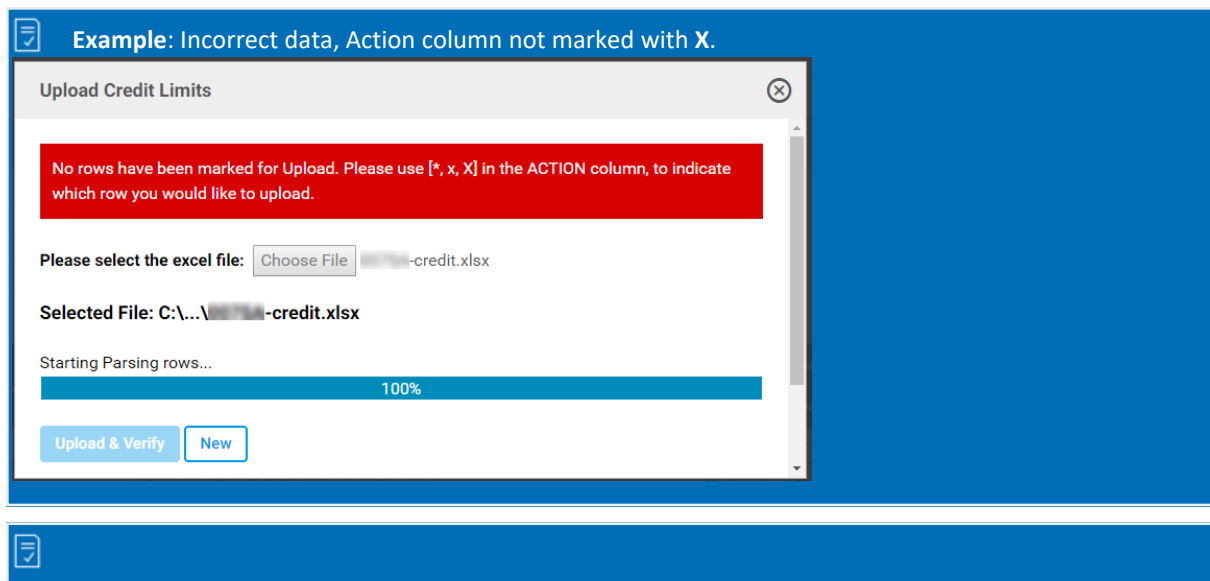 Example: Incorrect data, Action column not marked with X.
Upload Credit Limits
No rows have been marked for Upload. Please use [*, x, X] in the ACTION column, to indicate
which row you would like to upload.
Please select the excel file: Choose File -credit.xlsx
Selected File: C:\...\ -credit.xlsx
Starting Parsing rows...
100%
Upload & Verify New